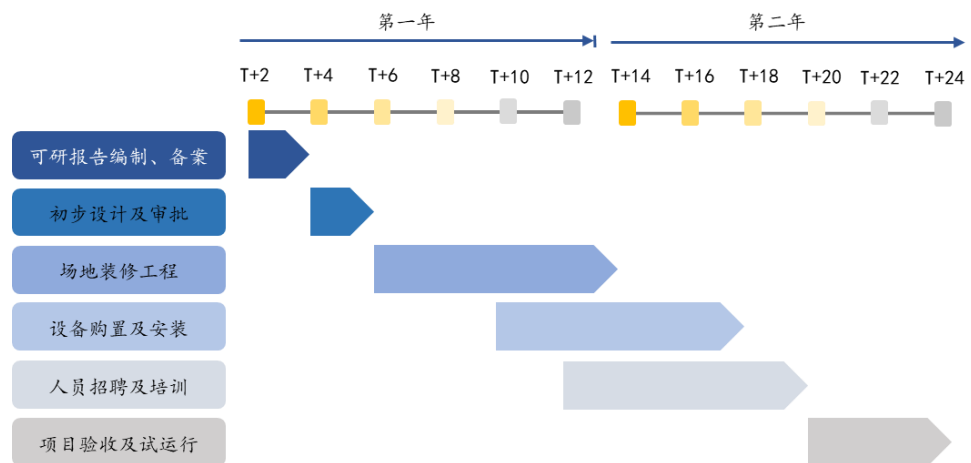 第一年
第二年
T+2 T+4 T+6 T+8 T+10 T+12 T+14 T+16 T+18 T+20 T+22 T+24
可研报告编制、备案
初步设计及审批
场地装修工程
设备购置及安装
人员招聘及培训
项目验收及试运行